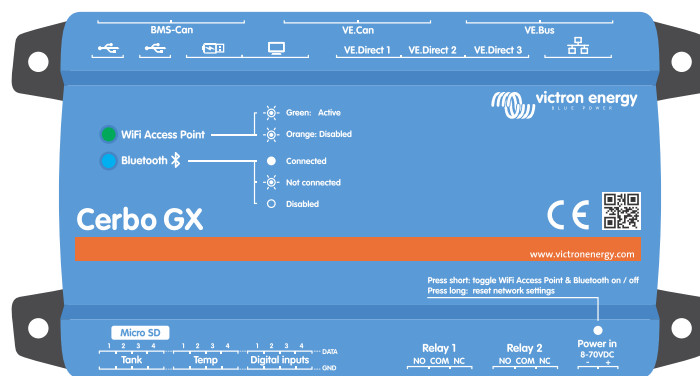 BMS-Can VE.Can VE.Bus
VE.Direct 1 VE.Direct 2 VE.Direct 3
victron energy
BLUE POWER
Green: Active
WiFi Access Point
Orange: Disabled
Bluetooth
Connected
Not connected
Disabled
Cerbo GX
CE
www.victronenergy.com
Press short: toggle WiFi Access Point & Bluetooth on / off
Press long: reset network settings
Micro SD
1 2 3 4 1 2 3 4 1 2 3 4 DATA
Tank Temp Digital inputs
GND
Relay 1 Relay 2 Power in
NO COM NC NO COM NC 8-70VDC
- +